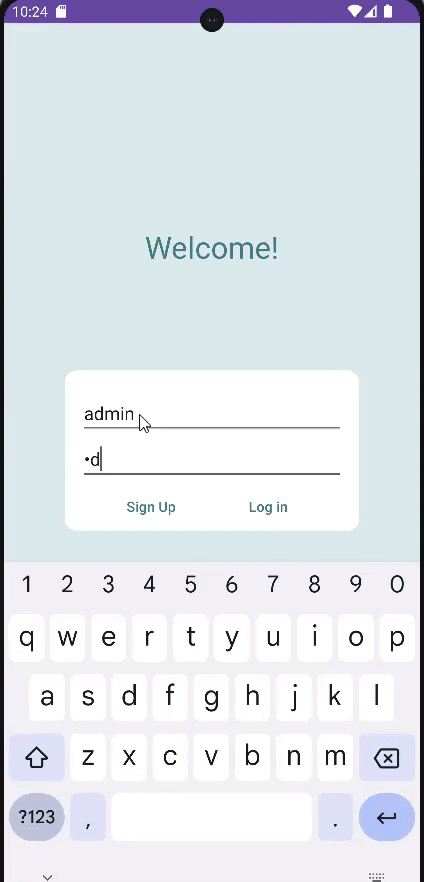 10:24
Welcome!
admin
•d
Sign Up Log in
1 2 3 4 5 6 7 8 9 0
q w e r t y u i o p
a s d f g h j k l
z x c v b n m
?123 , .